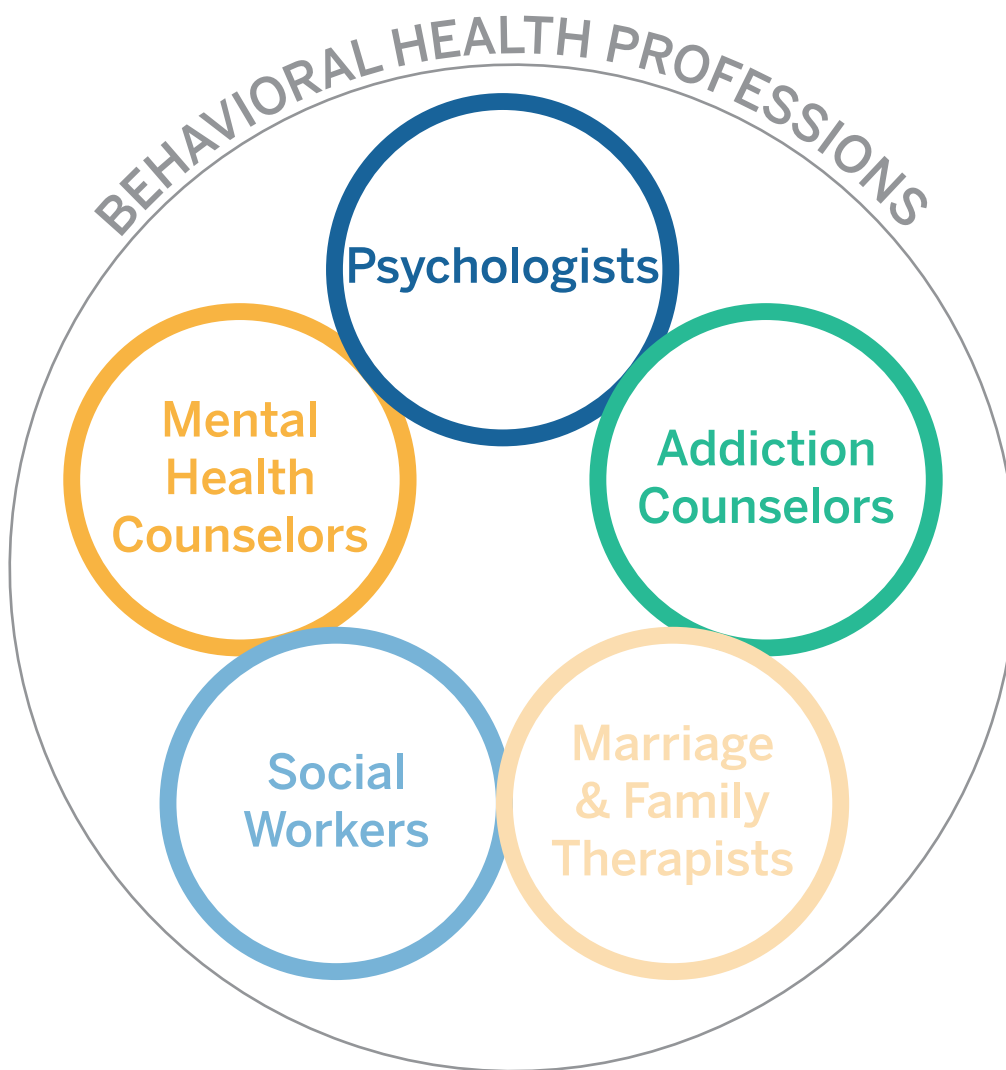 BEHAVIORAL HEALTH PROFESSIONS
Psychologists
Mental
Health
Counselors
Addiction
Counselors
Social
Workers
Marriage
& Family
Therapists